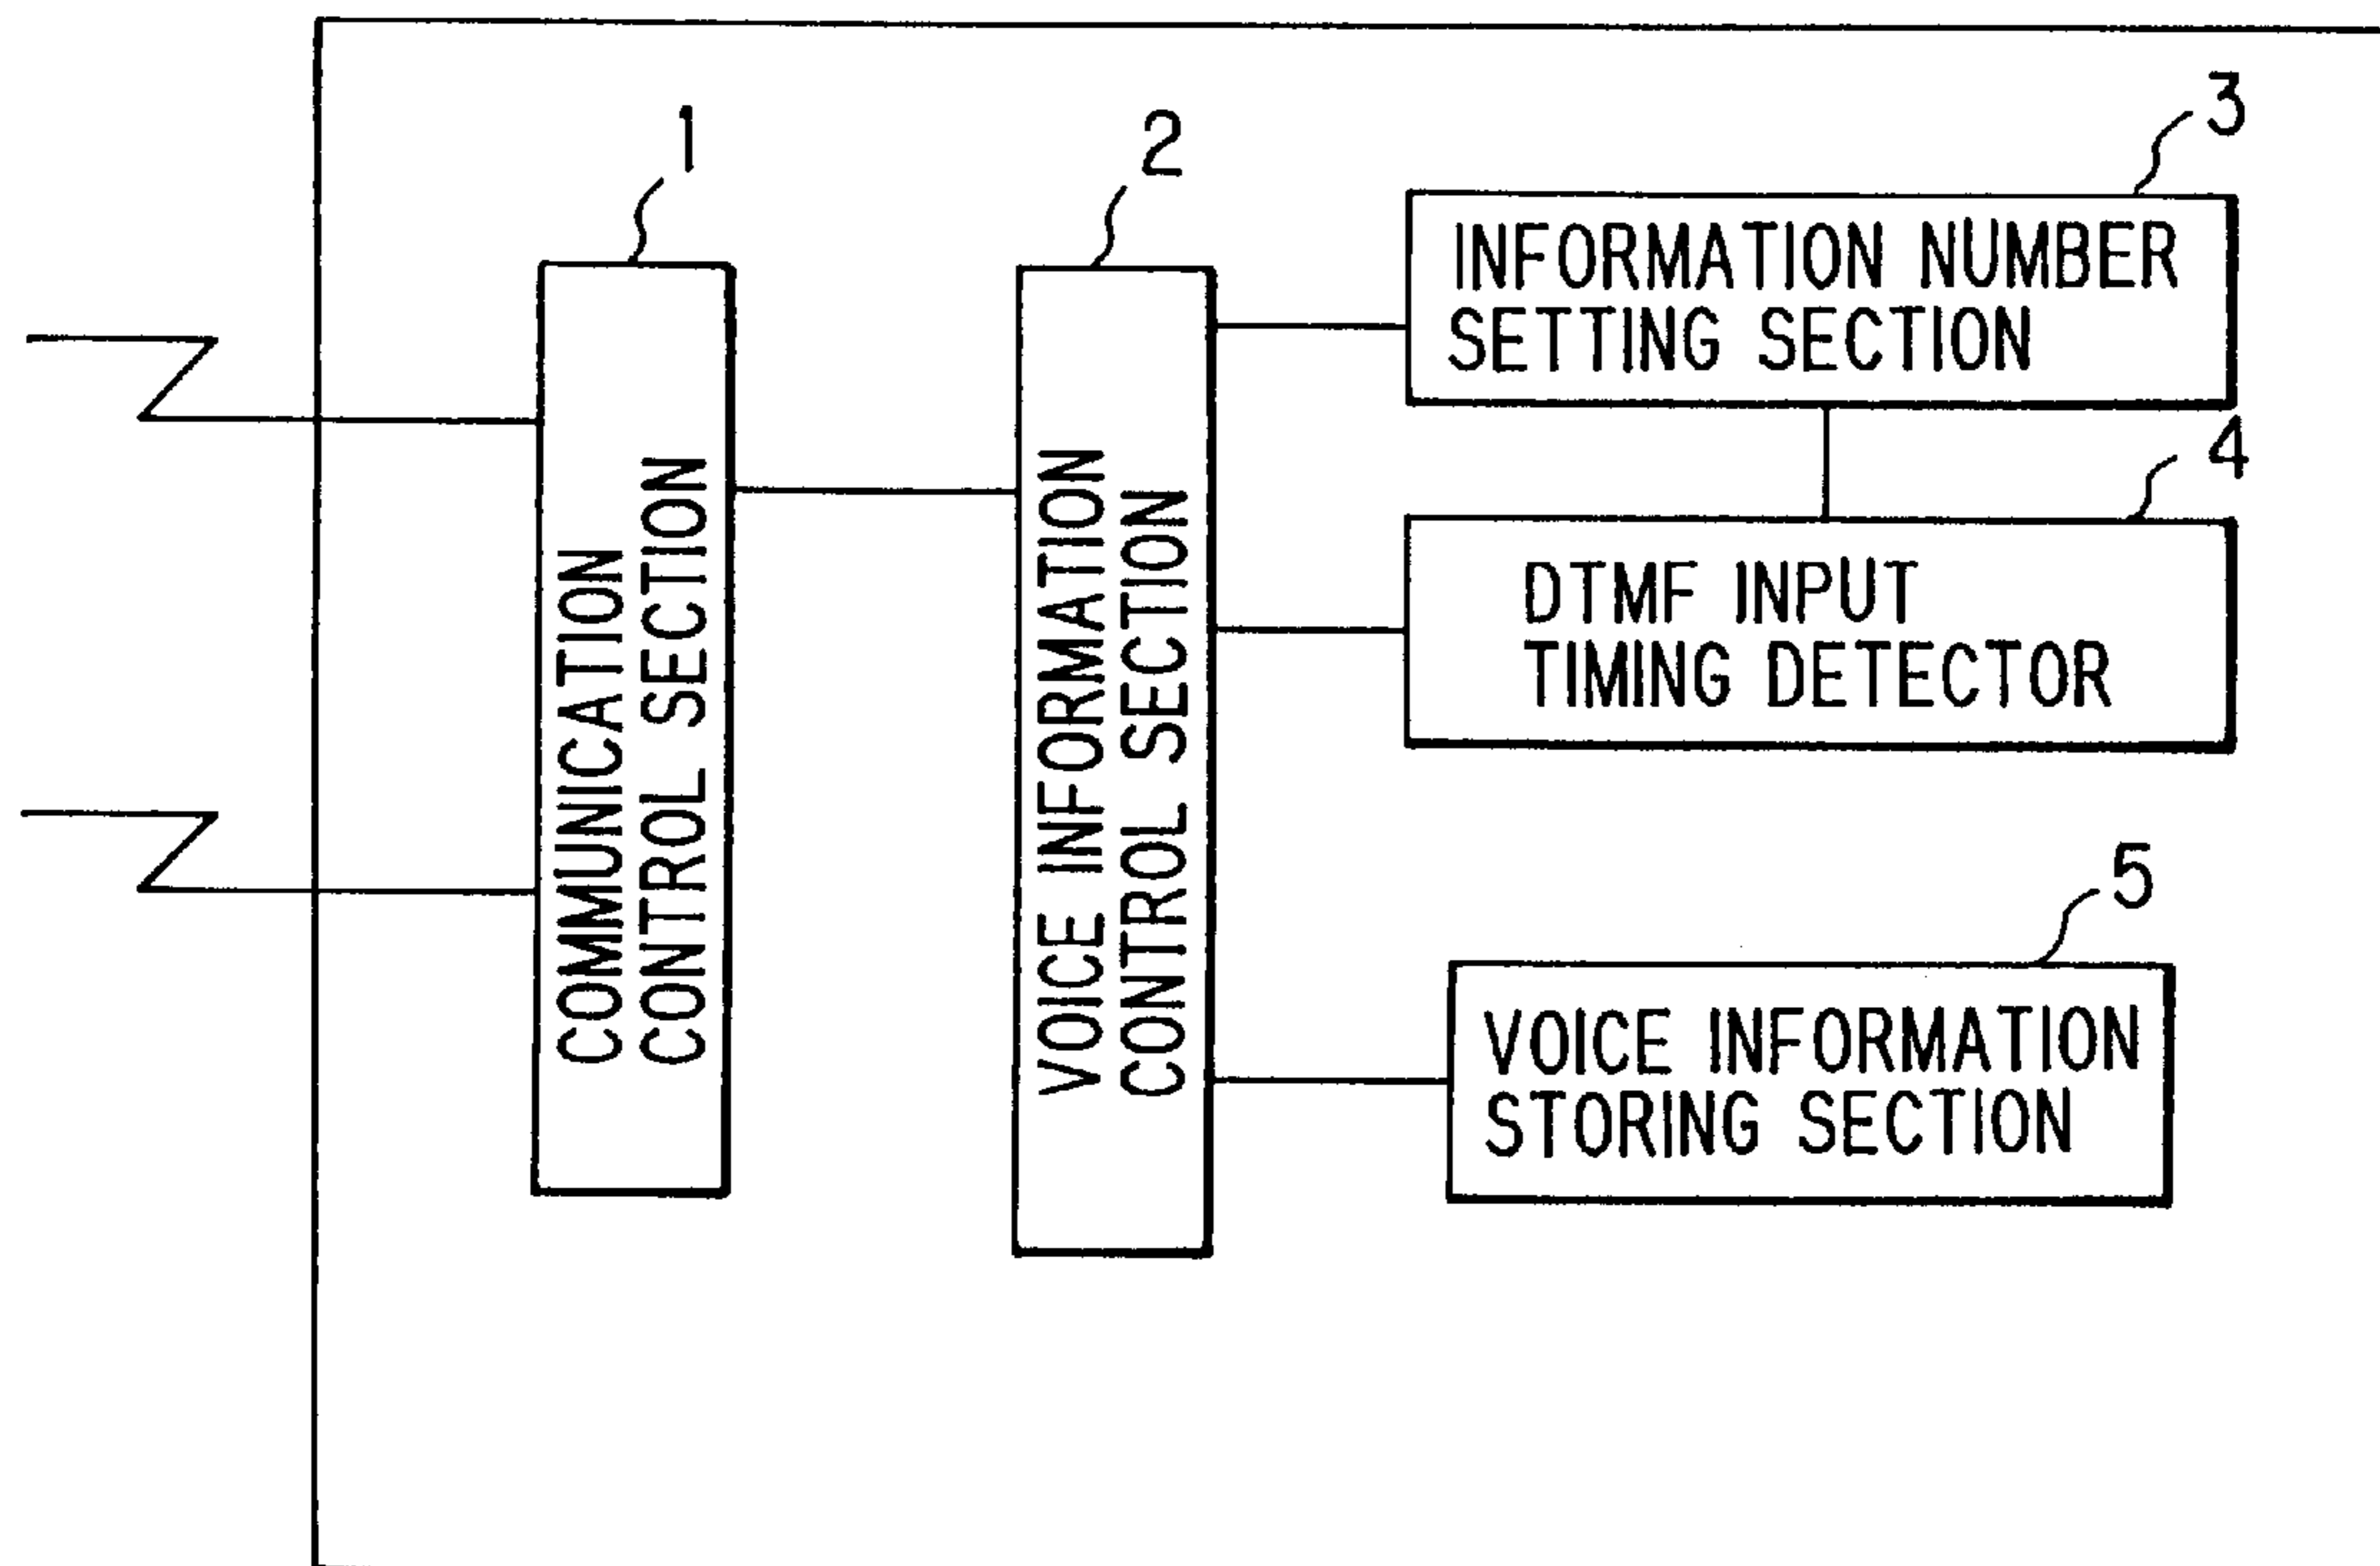 1
COMMUNICATION
CONTROL SECTION
2
VOICE INFORMATION
CONTROL SECTION
3
INFORMATION NUMBER
SETTING SECTION
4
DTMF INPUT
TIMING DETECTOR
5
VOICE INFORMATION
STORING SECTION